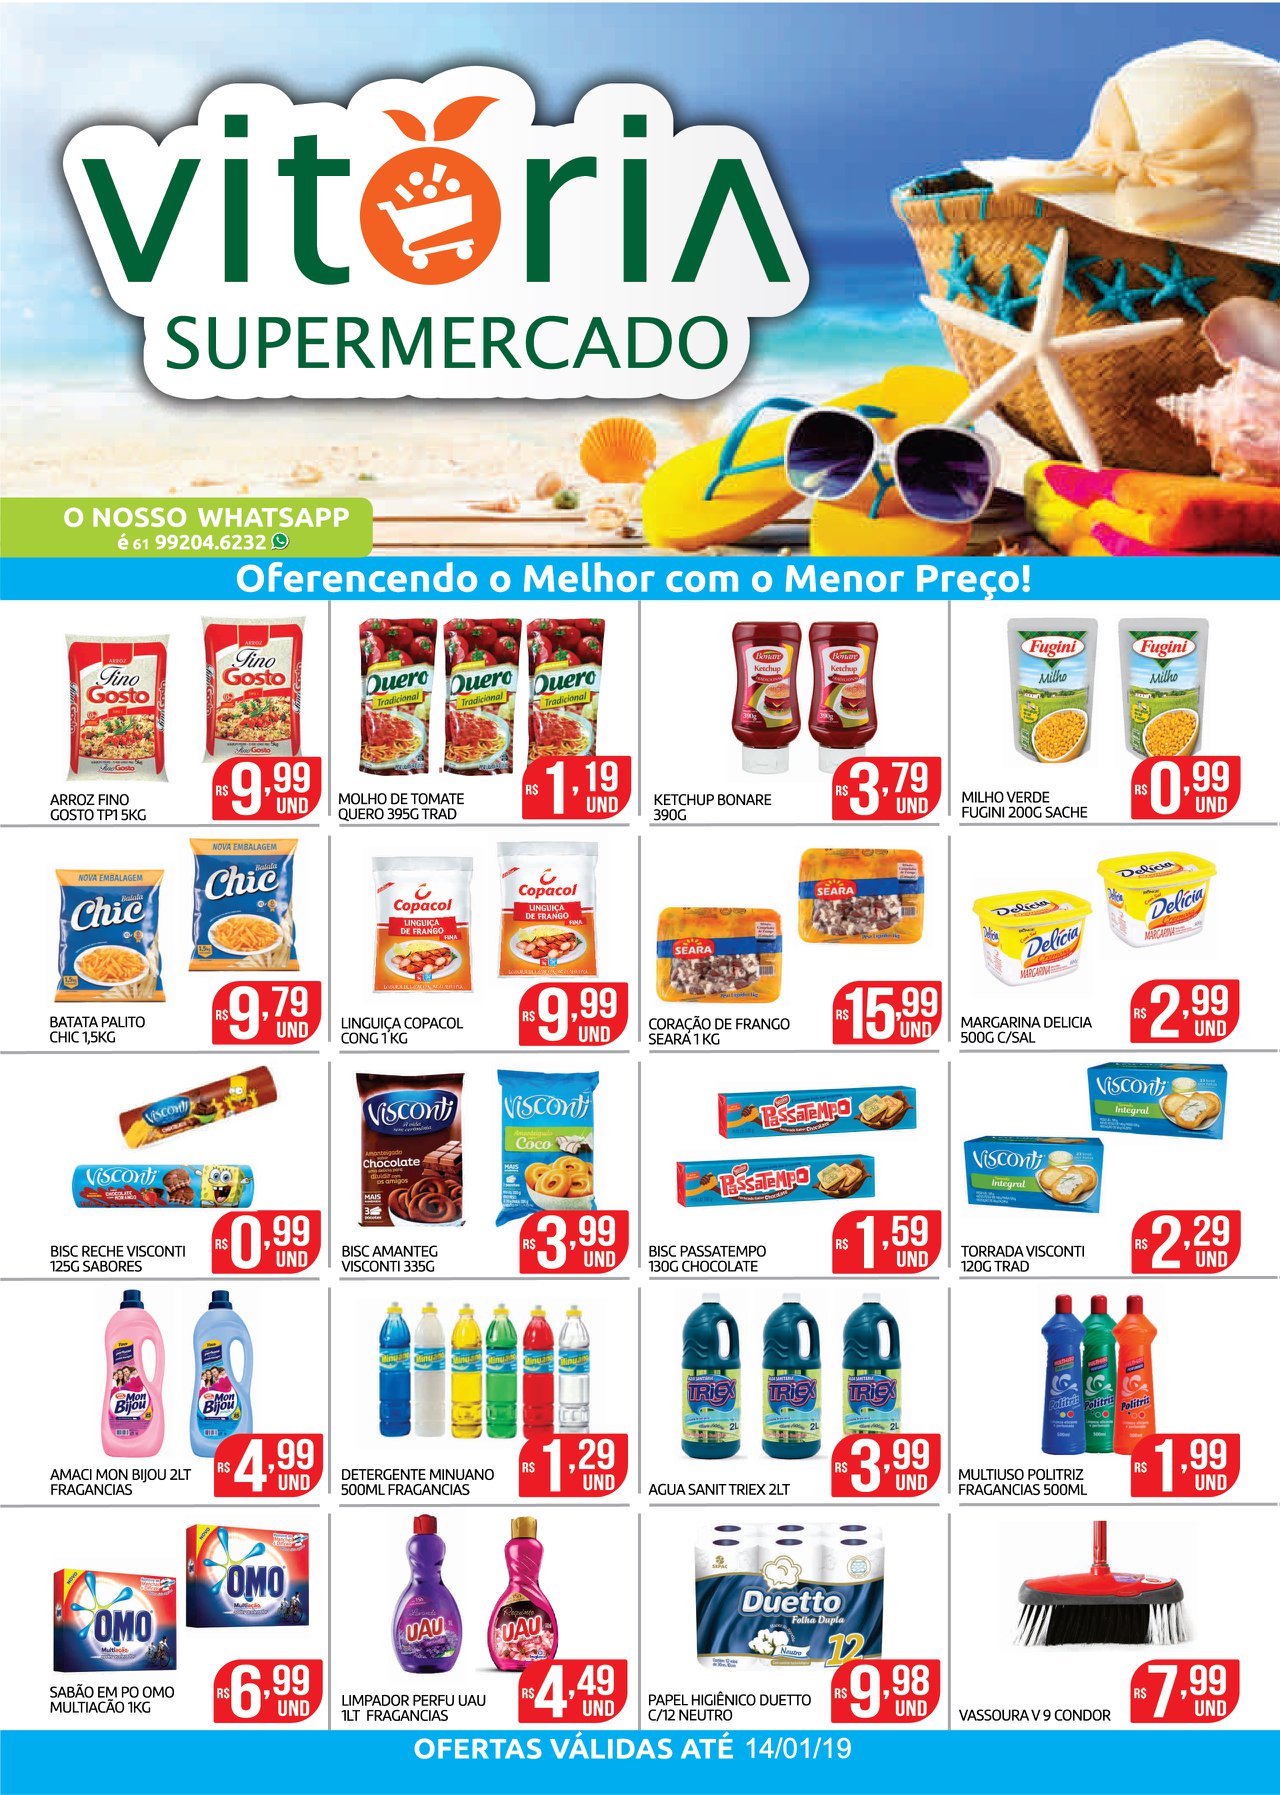 vitória
SUPERMERCADO
O NOSSO WHATSAPP
é 61 99204.6232
Oferencendo o Melhor com o Menor Preço!
ARROZ FINO
GOSTO TP1 5KG
R$ 9,99
UND
MOLHO DE TOMATE
QUERO 395G TRAD
R$ 1,19
UND
KETCHUP BONARE
390G
R$ 3,79
UND
MILHO VERDE
FUGINI 200G SACHE
R$ 0,99
UND
BATATA PALITO
CHIC 1,5KG
R$ 9,79
UND
LINGUIÇA COPACOL
CONG 1 KG
R$ 9,99
UND
CORAÇÃO DE FRANGO
SEARA 1 KG
R$ 15,99
UND
MARGARINA DELICIA
500G C/SAL
R$ 2,99
UND
BISC RECHE VISCONTI
125G SABORES
R$ 0,99
UND
BISC AMANTEG
VISCONTI 335G
R$ 3,99
UND
BISC PASSATEMPO
130G CHOCOLATE
R$ 1,59
UND
TORRADA VISCONTI
120G TRAD
R$ 2,29
UND
AMACI MON BIJOU 2LT
FRAGANCIAS
R$ 4,99
UND
DETERGENTE MINUANO
500ML FRAGANCIAS
R$ 1,29
UND
AGUA SANIT TRIEX 2LT
R$ 3,99
UND
MULTIUSO POLITRIZ
FRAGANCIAS 500ML
R$ 1,99
UND
SABÃO EM PO OMO
MULTIACÃO 1KG
R$ 6,99
UND
LIMPADOR PERFU UAU
1LT FRAGANCIAS
R$ 4,49
UND
PAPEL HIGIÊNICO DUETTO
C/12 NEUTRO
R$ 9,98
UND
VASSOURA V 9 CONDOR
R$ 7,99
UND
OFERTAS VÁLIDAS ATÉ 14/01/19